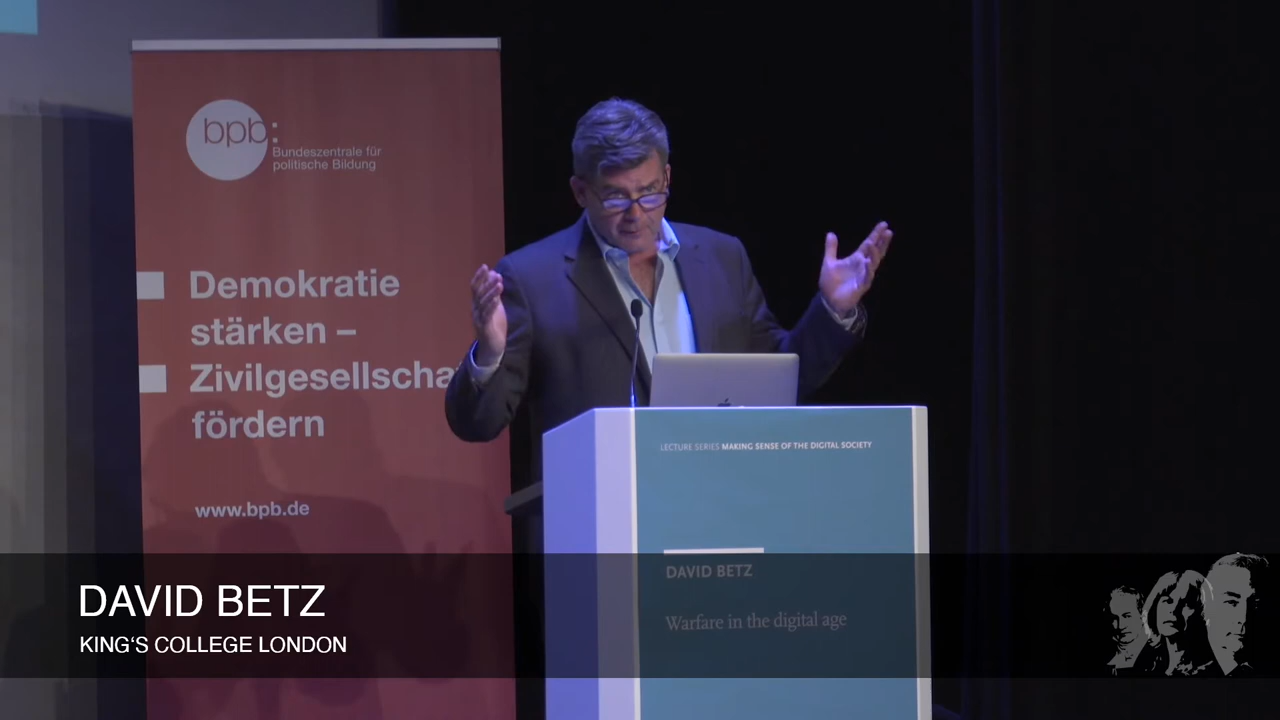 bpb:
Bundeszentrale für
politische Bildung
Demokratie
stärken –
Zivilgesellscha
fördern
www.bpb.de
LECTURE SERIES MAKING SENSE OF THE DIGITAL SOCIETY
DAVID BETZ
Warfare in the digital age
DAVID BETZ
KING‘S COLLEGE LONDON